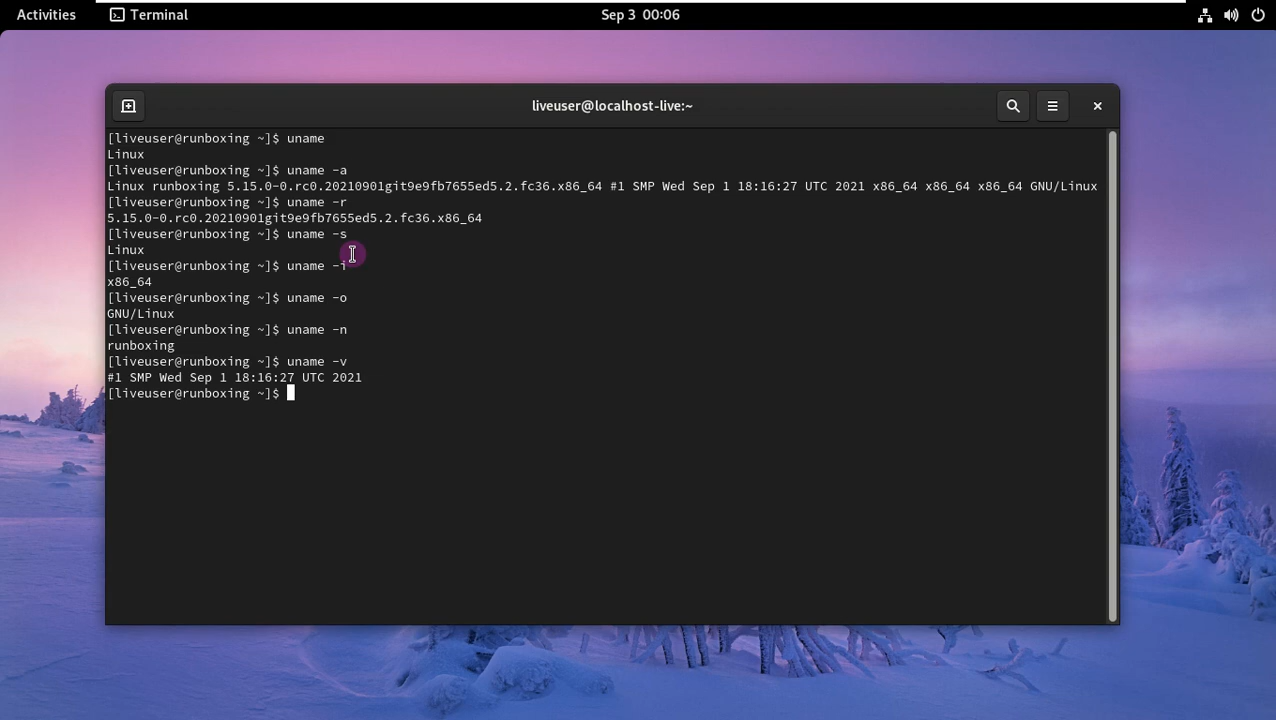 Activities Terminal Sep 3 00:06
liveuser@localhost-live:~
[liveuser@runboxing ~]$ uname
Linux
[liveuser@runboxing ~]$ uname -a
Linux runboxing 5.15.0-0.rc0.20210901git9e9fb7655ed5.2.fc36.x86_64 #1 SMP Wed Sep 1 18:16:27 UTC 2021 x86_64 x86_64 x86_64 GNU/Linux
[liveuser@runboxing ~]$ uname -r
5.15.0-0.rc0.20210901git9e9fb7655ed5.2.fc36.x86_64
[liveuser@runboxing ~]$ uname -s
Linux
[liveuser@runboxing ~]$ uname -i
x86_64
[liveuser@runboxing ~]$ uname -o
GNU/Linux
[liveuser@runboxing ~]$ uname -n
runboxing
[liveuser@runboxing ~]$ uname -v
#1 SMP Wed Sep 1 18:16:27 UTC 2021
[liveuser@runboxing ~]$